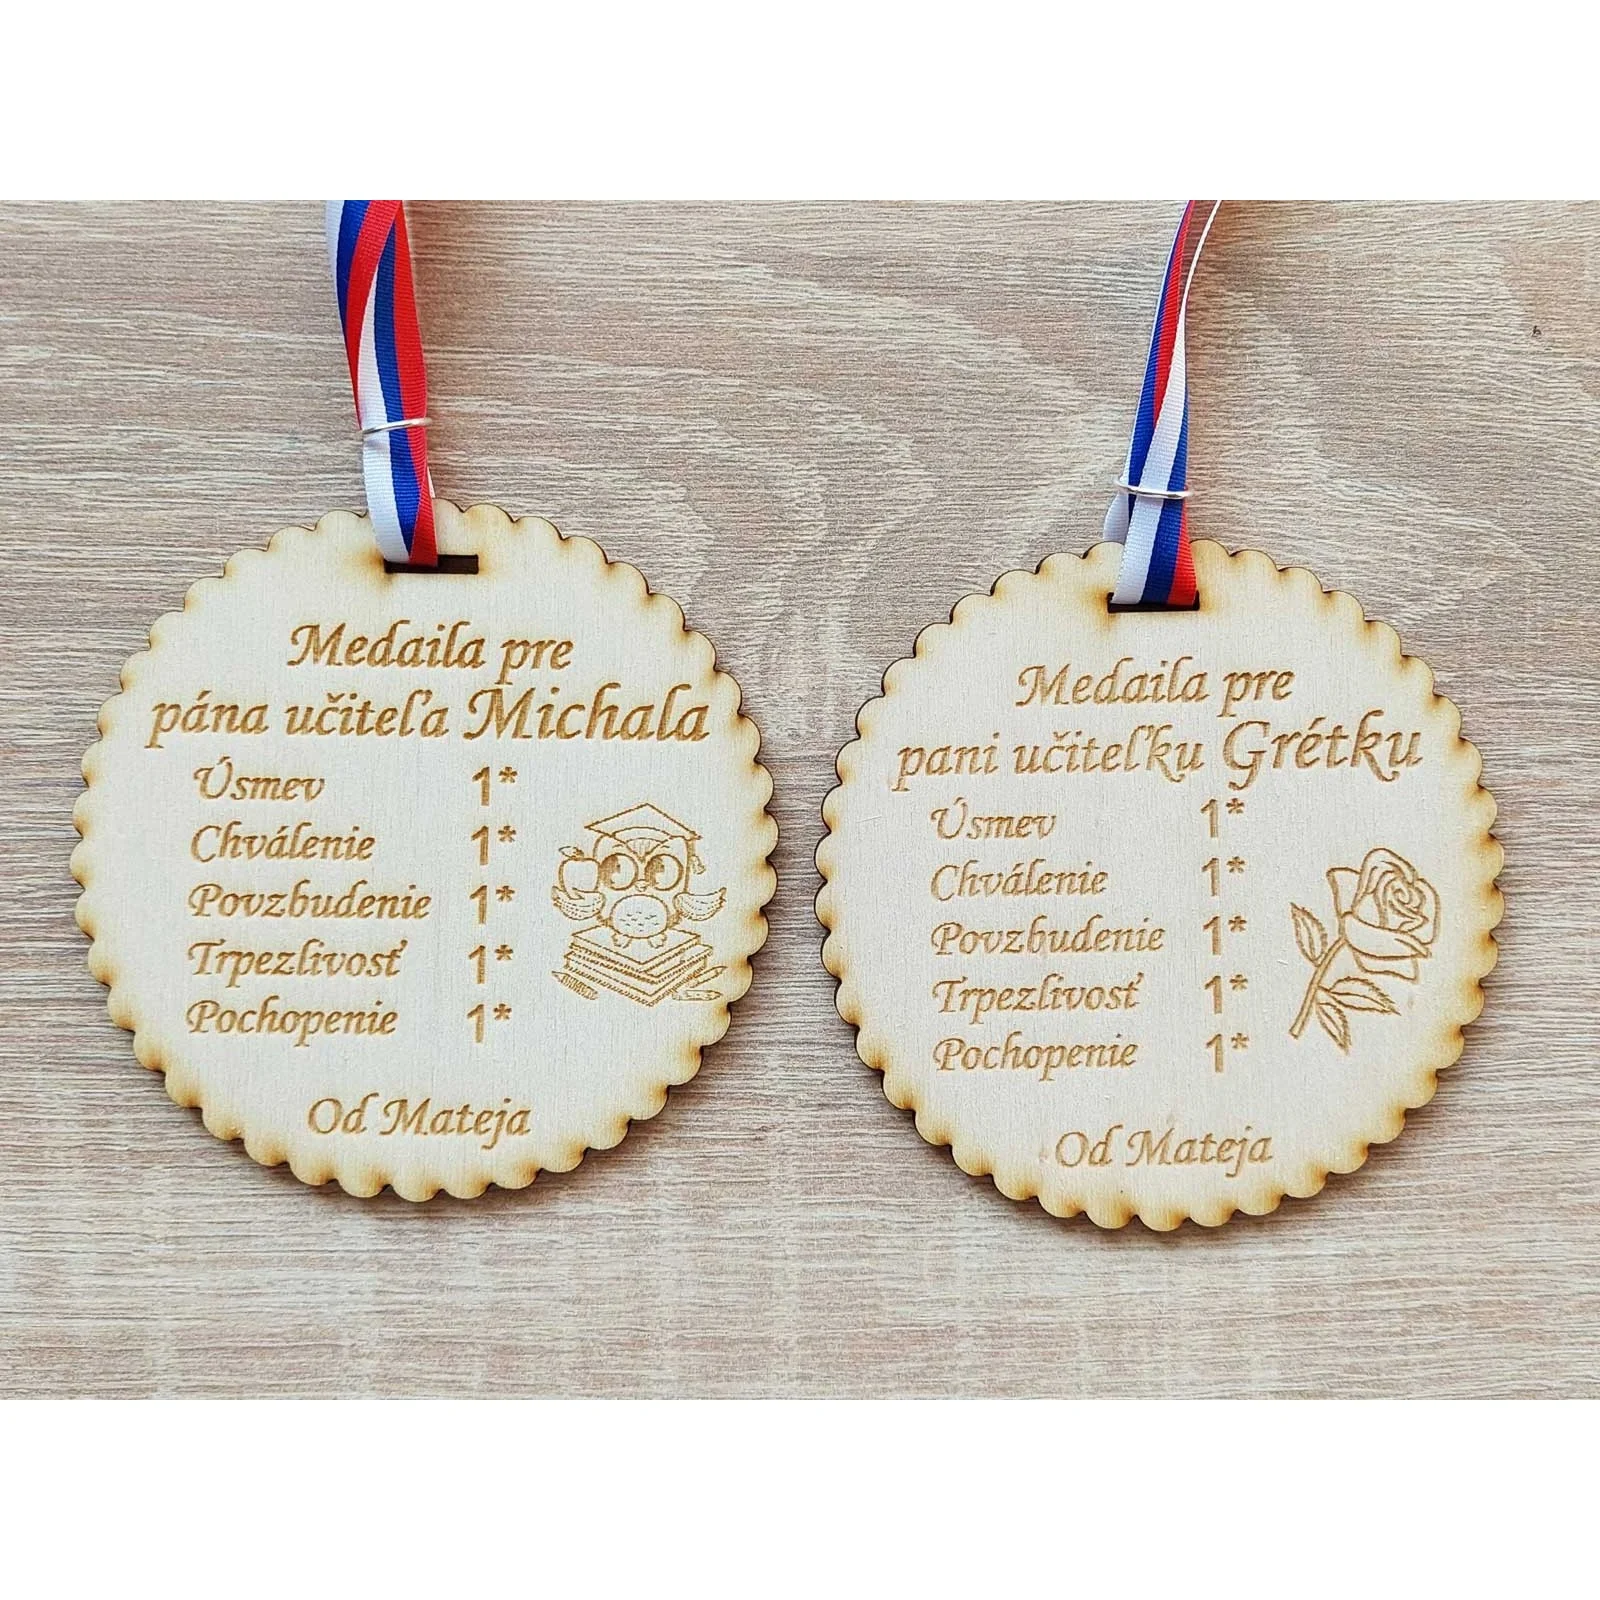 Medaila pre
pána učiteľa Michala
Úsmev 1*
Chválenie 1*
Povzbudenie 1*
Trpezlivosť 1*
Pochopenie 1*
Od Mateja
Medaila pre
pani učiteľku Grétku
Úsmev 1*
Chválenie 1*
Povzbudenie 1*
Trpezlivosť 1*
Pochopenie 1*
Od Mateja